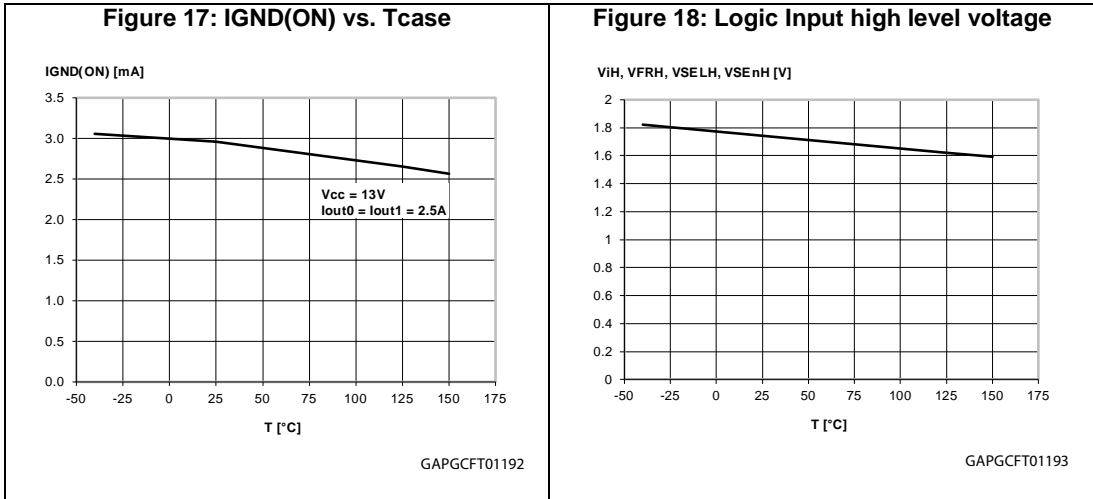 Figure 17: IGND(ON) vs. Tcase
IGND(ON) [mA]
3.5
3.0
2.5
2.0
1.5
1.0
0.5
0.0
Vcc = 13V
Iout0 = Iout1 = 2.5A
-50 -25 0 25 50 75 100 125 150 175
T [°C]
GAPGCFT01192
Figure 18: Logic Input high level voltage
ViH, VFRH, VSELH, VSEnH [V]
2
1.8
1.6
1.4
1.2
1
0.8
0.6
0.4
0.2
0
-50 -25 0 25 50 75 100 125 150 175
T [°C]
GAPGCFT01193